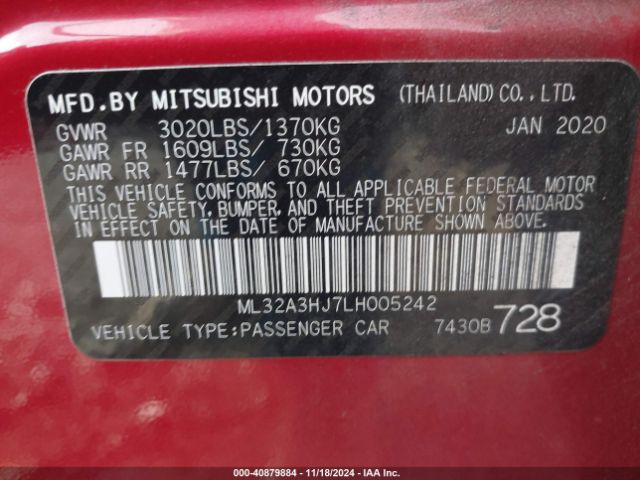 MFD.BY MITSUBISHI MOTORS (THAILAND) CO., LTD.
GVWR 3020LBS/1370KG JAN 2020
GAWR FR 1609LBS/ 730KG
GAWR RR 1477LBS/ 670KG
THIS VEHICLE CONFORMS TO ALL APPLICABLE FEDERAL MOTOR
VEHICLE SAFETY, BUMPER, AND THEFT PREVENTION STANDARDS
IN EFFECT ON THE DATE OF MANUFACTURE SHOWN ABOVE.
ML32A3HJ7LH005242
VEHICLE TYPE:PASSENGER CAR 7430B 728
000-40879884 | 11/18/2024 | IAA Inc.